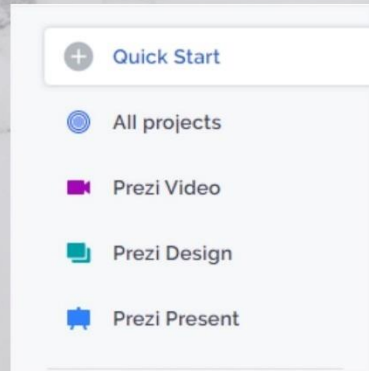 Quick Start
All projects
Prezi Video
Prezi Design
Prezi Present